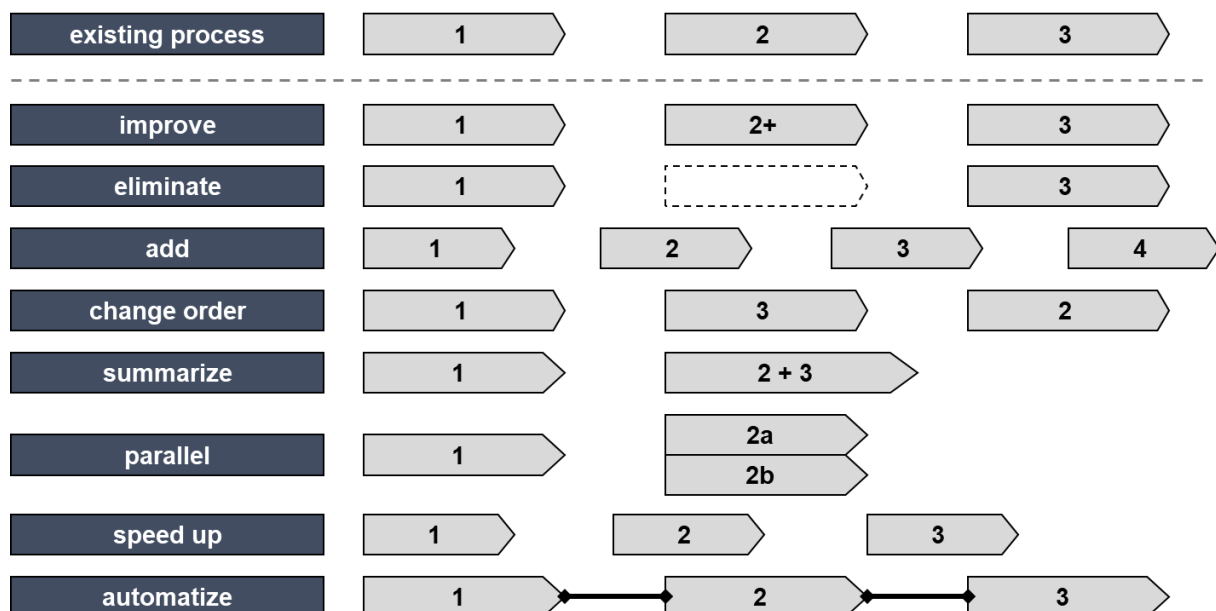 existing process 1 2 3
improve 1 2+ 3
eliminate 1 3
add 1 2 3 4
change order 1 3 2
summarize 1 2 + 3
parallel 1 2a
2b
speed up 1 2 3
automatize 1 2 3